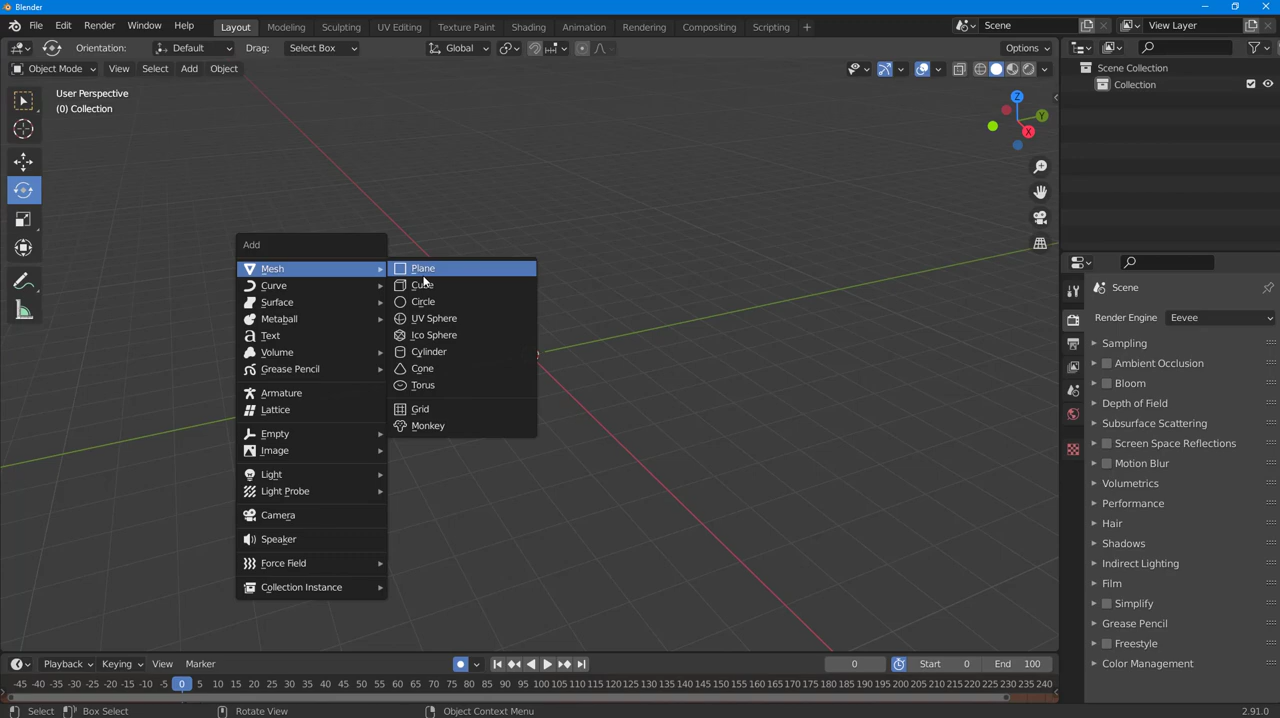 Blender
File Edit Render Window Help Layout Modeling Sculpting UV Editing Texture Paint Shading Animation Rendering Compositing Scripting + Scene View Layer
Orientation: Default Drag: Select Box Global Options
Object Mode View Select Add Object
User Perspective
(0) Collection
Z
Y
X
Add
Mesh
Curve
Surface
Metaball
Text
Volume
Grease Pencil
Armature
Lattice
Empty
Image
Light
Light Probe
Camera
Speaker
Force Field
Collection Instance
Plane
Cube
Circle
UV Sphere
Ico Sphere
Cylinder
Cone
Torus
Grid
Monkey
Scene Collection
Collection
Scene
Render Engine Eevee
Sampling
Ambient Occlusion
Bloom
Depth of Field
Subsurface Scattering
Screen Space Reflections
Motion Blur
Volumetrics
Performance
Hair
Shadows
Indirect Lighting
Film
Simplify
Grease Pencil
Freestyle
Color Management
Playback Keying View Marker 0 Start 0 End 100
-45 -40 -35 -30 -25 -20 -15 -10 -5 0 5 10 15 20 25 30 35 40 45 50 55 60 65 70 75 80 85 90 95 100 105 110 115 120 125 130 135 140 145 150 155 160 165 170 175 180 185 190 195 200 205 210 215 220 225 230 235 240
Select Box Select Rotate View Object Context Menu 2.91.0